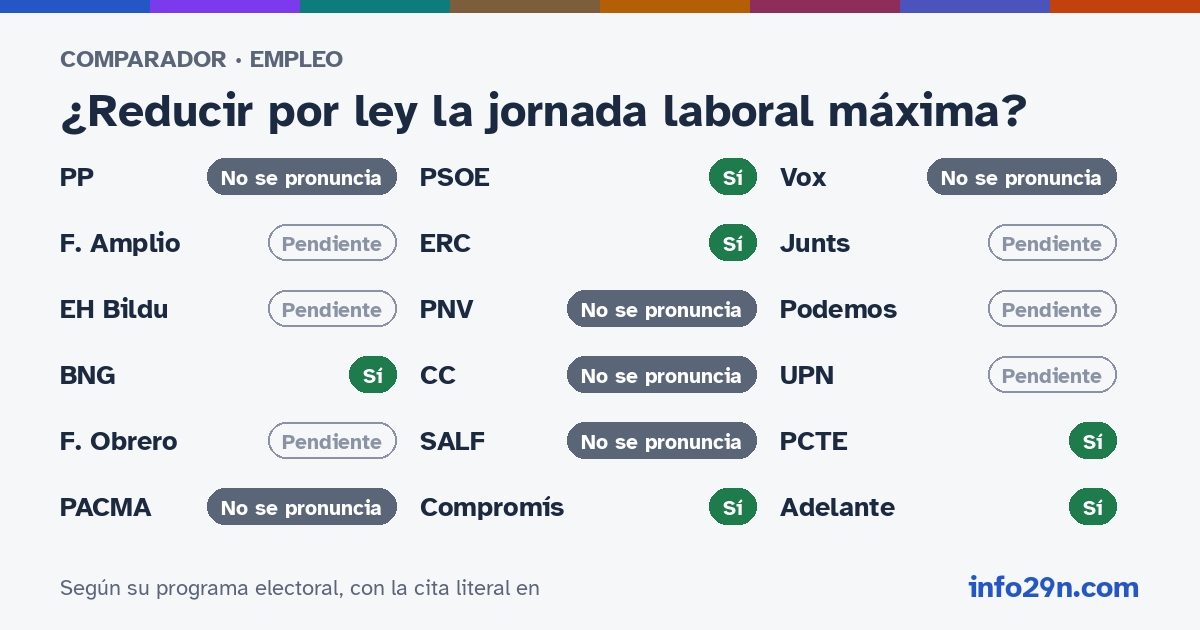 COMPARADOR · EMPLEO
¿Reducir por ley la jornada laboral máxima?
PP No se pronuncia PSOE Sí Vox No se pronuncia
F. Amplio Pendiente ERC Sí Junts Pendiente
EH Bildu Pendiente PNV No se pronuncia Podemos Pendiente
BNG Sí CC No se pronuncia UPN Pendiente
F. Obrero Pendiente SALF No se pronuncia PCTE Sí
PACMA No se pronuncia Compromís Sí Adelante Sí
Según su programa electoral, con la cita literal en info29n.com